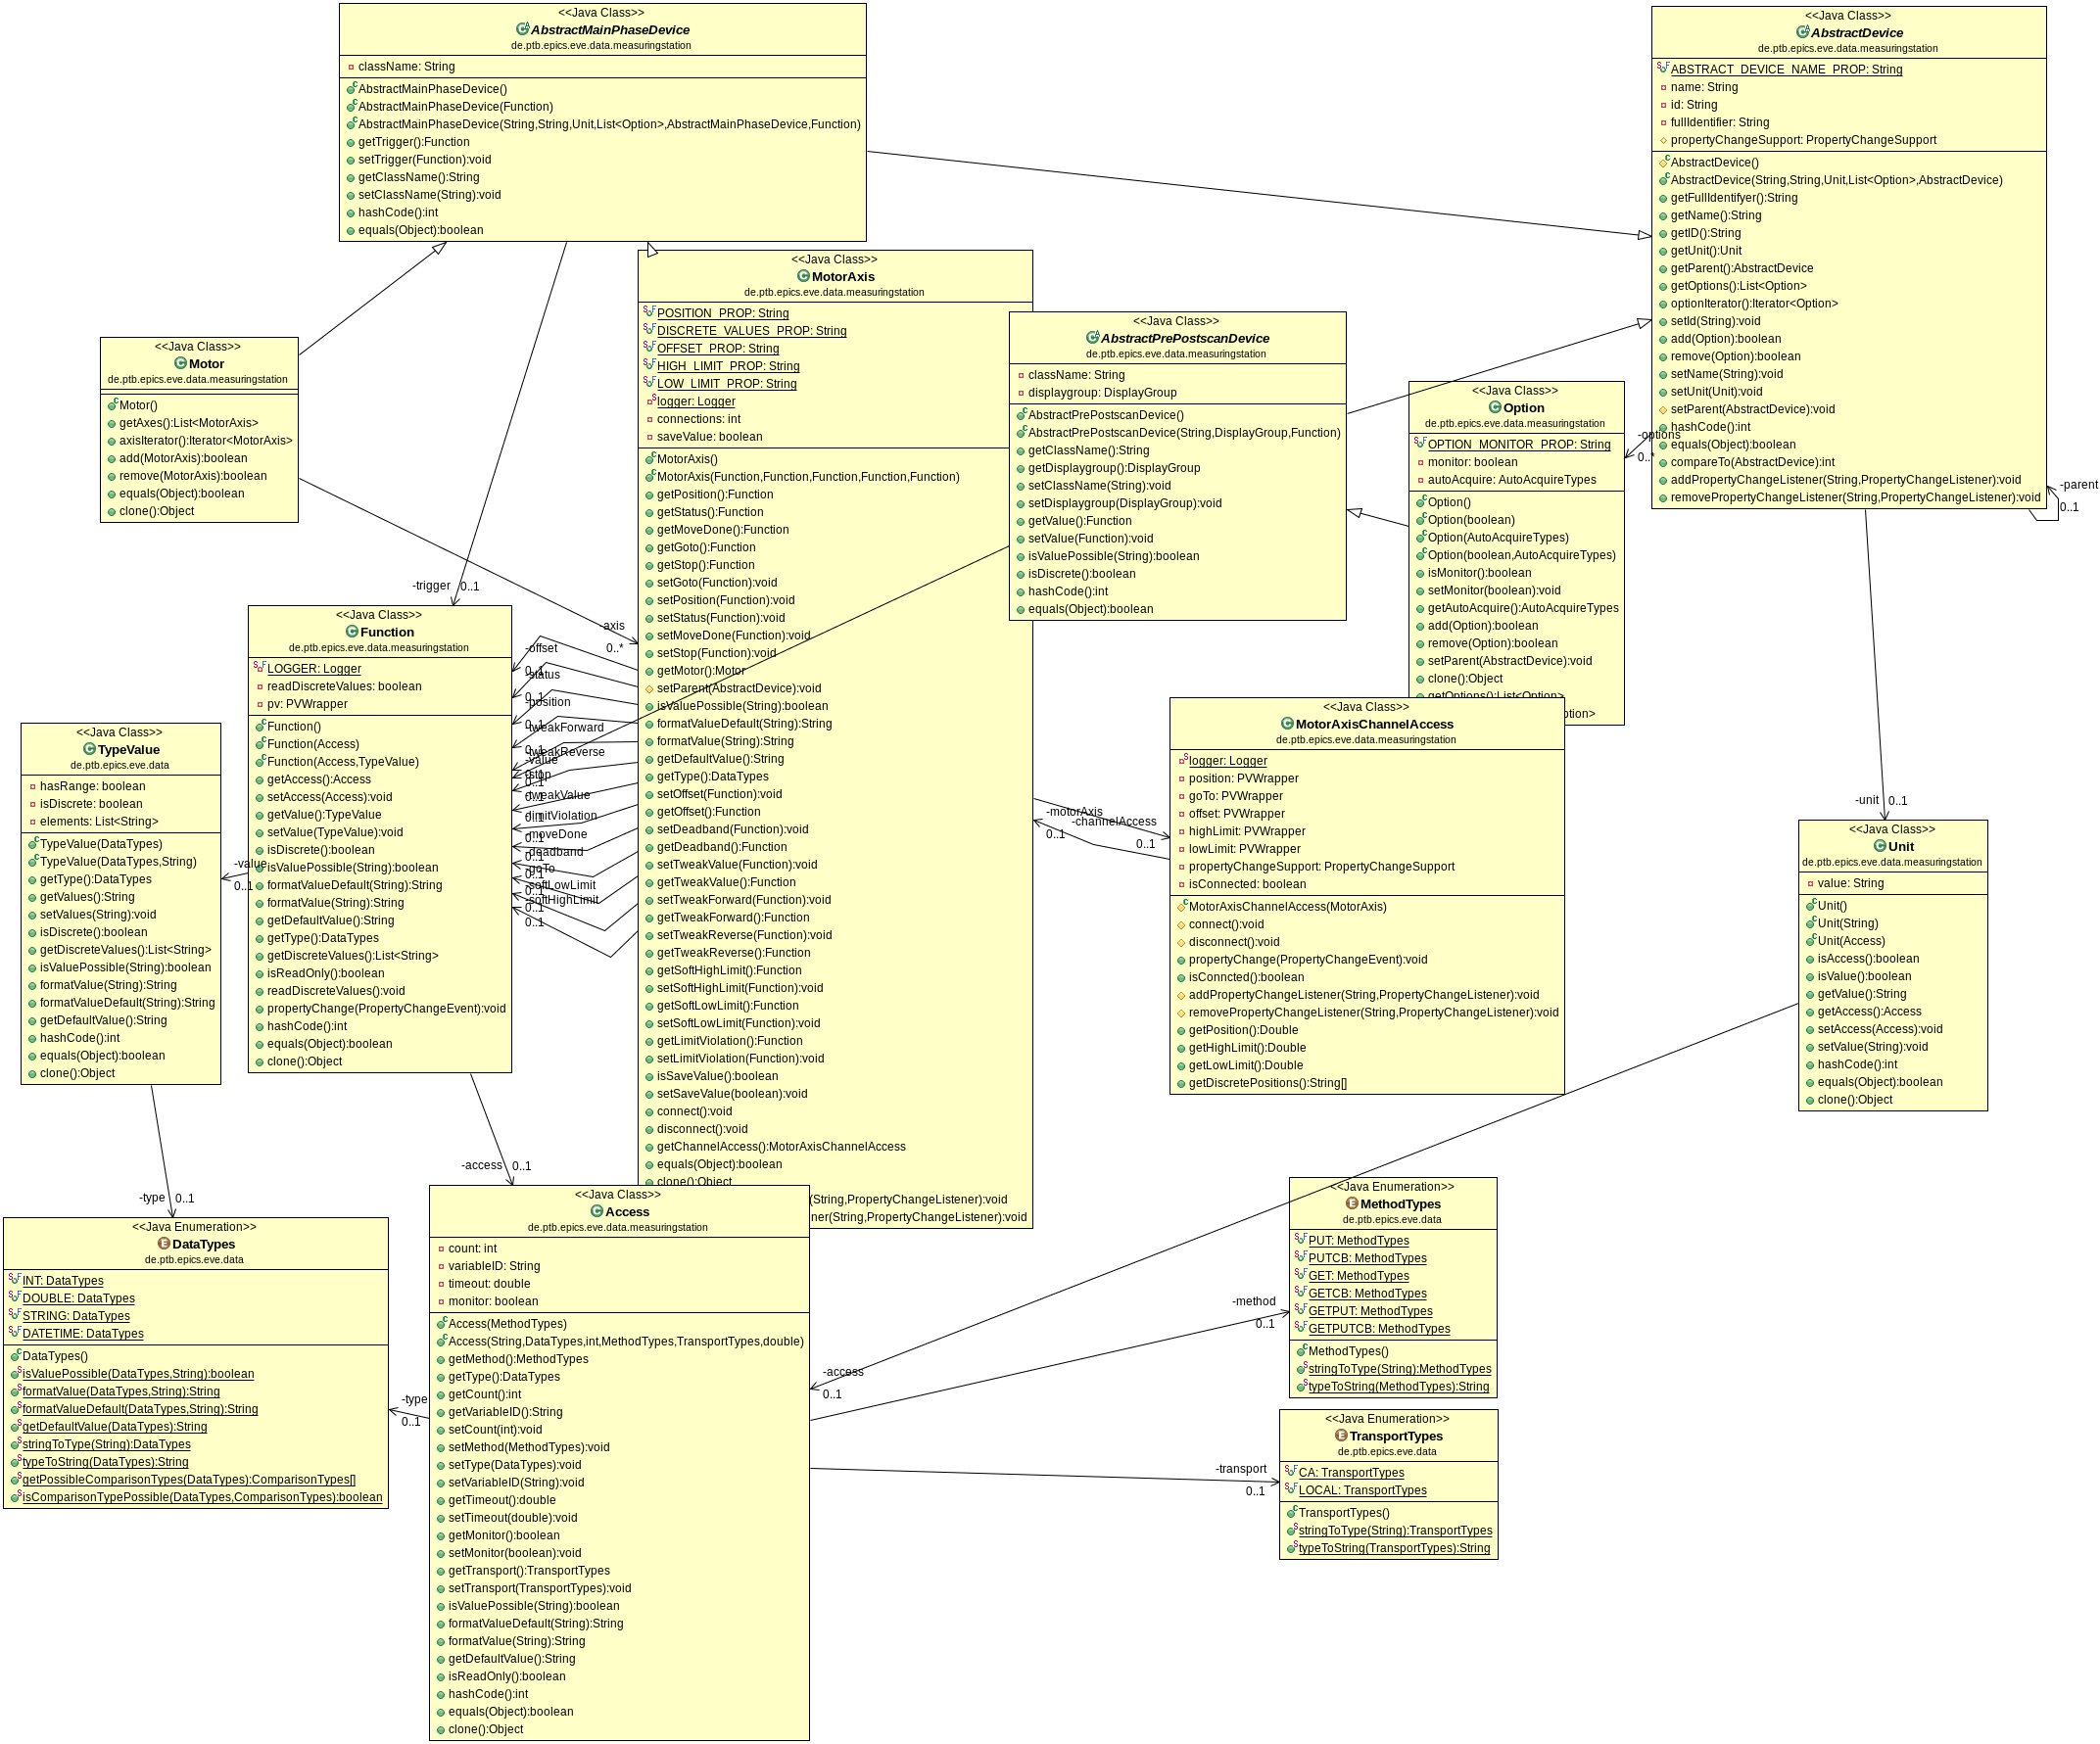 <<Java Class>>
AbstractMainPhaseDevice
de.ptb.epics.eve.data.measuringstation
className: String
AbstractMainPhaseDevice()
AbstractMainPhaseDevice(Function)
AbstractMainPhaseDevice(String,String,Unit,List<Option>,AbstractMainPhaseDevice,Function)
getTrigger():Function
setTrigger(Function):void
getClassName():String
setClassName(String):void
hashCode():int
equals(Object):boolean
<<Java Class>>
AbstractDevice
de.ptb.epics.eve.data.measuringstation
ABSTRACT_DEVICE_NAME_PROP: String
name: String
id: String
fullIdentifier: String
propertyChangeSupport: PropertyChangeSupport
AbstractDevice()
AbstractDevice(String,String,Unit,List<Option>,AbstractDevice)
getFullIdentifyer():String
getName():String
getID():String
getUnit():Unit
getParent():AbstractDevice
getOptions():List<Option>
optionIterator():Iterator<Option>
setId(String):void
add(Option):boolean
remove(Option):boolean
setName(String):void
setUnit(Unit):void
setParent(AbstractDevice):void
hashCode():int
equals(Object):boolean
compareTo(AbstractDevice):int
addPropertyChangeListener(String,PropertyChangeListener):void
removePropertyChangeListener(String,PropertyChangeListener):void
-parent
0..1
-options
0..*
<<Java Class>>
Motor
de.ptb.epics.eve.data.measuringstation
Motor()
getAxes():List<MotorAxis>
axisIterator():Iterator<MotorAxis>
add(MotorAxis):boolean
remove(MotorAxis):boolean
equals(Object):boolean
clone():Object
-trigger
0..1
-axis
0..*
<<Java Class>>
MotorAxis
de.ptb.epics.eve.data.measuringstation
POSITION_PROP: String
DISCRETE_VALUES_PROP: String
OFFSET_PROP: String
HIGH_LIMIT_PROP: String
LOW_LIMIT_PROP: String
logger: Logger
connections: int
saveValue: boolean
MotorAxis()
MotorAxis(Function,Function,Function,Function,Function)
getPosition():Function
getStatus():Function
getMoveDone():Function
getGoto():Function
getStop():Function
setGoto(Function):void
setPosition(Function):void
setStatus(Function):void
setMoveDone(Function):void
setStop(Function):void
getMotor():Motor
setParent(AbstractDevice):void
isValuePossible(String):boolean
formatValueDefault(String):String
formatValue(String):String
getDefaultValue():String
getType():DataTypes
setOffset(Function):void
getOffset():Function
setDeadband(Function):void
getDeadband():Function
setTweakValue(Function):void
getTweakValue():Function
setTweakForward(Function):void
getTweakForward():Function
setTweakReverse(Function):void
getTweakReverse():Function
getSoftHighLimit():Function
setSoftHighLimit(Function):void
getSoftLowLimit():Function
setSoftLowLimit(Function):void
getLimitViolation():Function
setLimitViolation(Function):void
isSaveValue():boolean
setSaveValue(boolean):void
connect():void
disconnect():void
getChannelAccess():MotorAxisChannelAccess
equals(Object):boolean
clone():Object
(String,PropertyChangeListener):void
ner(String,PropertyChangeListener):void
<<Java Class>>
AbstractPrePostscanDevice
de.ptb.epics.eve.data.measuringstation
className: String
displaygroup: DisplayGroup
AbstractPrePostscanDevice()
AbstractPrePostscanDevice(String,DisplayGroup,Function)
getClassName():String
getDisplaygroup():DisplayGroup
setClassName(String):void
setDisplaygroup(DisplayGroup):void
getValue():Function
setValue(Function):void
isValuePossible(String):boolean
isDiscrete():boolean
hashCode():int
equals(Object):boolean
<<Java Class>>
Option
de.ptb.epics.eve.data.measuringstation
OPTION_MONITOR_PROP: String
monitor: boolean
autoAcquire: AutoAcquireTypes
Option()
Option(boolean)
Option(AutoAcquireTypes)
Option(boolean,AutoAcquireTypes)
isMonitor():boolean
setMonitor(boolean):void
getAutoAcquire():AutoAcquireTypes
add(Option):boolean
remove(Option):boolean
setParent(AbstractDevice):void
clone():Object
getOptions():List<Option>
ption>
<<Java Class>>
Function
de.ptb.epics.eve.data.measuringstation
LOGGER: Logger
readDiscreteValues: boolean
pv: PVWrapper
Function()
Function(Access)
Function(Access,TypeValue)
getAccess():Access
setAccess(Access):void
getValue():TypeValue
setValue(TypeValue):void
isDiscrete():boolean
isValuePossible(String):boolean
formatValueDefault(String):String
formatValue(String):String
getDefaultValue():String
getType():DataTypes
getDiscreteValues():List<String>
isReadOnly():boolean
readDiscreteValues():void
propertyChange(PropertyChangeEvent):void
hashCode():int
equals(Object):boolean
clone():Object
-offset
0..1
-status
0..1
-position
0..1
-tweakForward
0..1
-tweakReverse
-value
0..1
-stop
0..1
-tweakValue
0..1
-limitViolation
0..1
-moveDone
0..1
-deadband
0..1
-goTo
0..1
-softLowLimit
0..1
-softHighLimit
0..1
<<Java Class>>
TypeValue
de.ptb.epics.eve.data
hasRange: boolean
isDiscrete: boolean
elements: List<String>
TypeValue(DataTypes)
TypeValue(DataTypes,String)
getType():DataTypes
getValues():String
setValues(String):void
isDiscrete():boolean
getDiscreteValues():List<String>
isValuePossible(String):boolean
formatValue(String):String
formatValueDefault(String):String
getDefaultValue():String
hashCode():int
equals(Object):boolean
clone():Object
-value
0..1
<<Java Class>>
MotorAxisChannelAccess
de.ptb.epics.eve.data.measuringstation
logger: Logger
position: PVWrapper
goTo: PVWrapper
offset: PVWrapper
highLimit: PVWrapper
lowLimit: PVWrapper
propertyChangeSupport: PropertyChangeSupport
isConnected: boolean
MotorAxisChannelAccess(MotorAxis)
connect():void
disconnect():void
propertyChange(PropertyChangeEvent):void
isConncted():boolean
addPropertyChangeListener(String,PropertyChangeListener):void
removePropertyChangeListener(String,PropertyChangeListener):void
getPosition():Double
getHighLimit():Double
getLowLimit():Double
getDiscretePositions():String[]
-motorAxis
0..1
-channelAccess
0..1
-unit
0..1
<<Java Class>>
Unit
de.ptb.epics.eve.data.measuringstation
value: String
Unit()
Unit(String)
Unit(Access)
isAccess():boolean
isValue():boolean
getValue():String
getAccess():Access
setAccess(Access):void
setValue(String):void
hashCode():int
equals(Object):boolean
clone():Object
-type
0..1
-access
0..1
<<Java Enumeration>>
DataTypes
de.ptb.epics.eve.data
INT: DataTypes
DOUBLE: DataTypes
STRING: DataTypes
DATETIME: DataTypes
DataTypes()
isValuePossible(DataTypes,String):boolean
formatValue(DataTypes,String):String
formatValueDefault(DataTypes,String):String
getDefaultValue(DataTypes):String
stringToType(String):DataTypes
typeToString(DataTypes):String
getPossibleComparisonTypes(DataTypes):ComparisonTypes[]
isComparisonTypePossible(DataTypes,ComparisonTypes):boolean
-type
0..1
<<Java Class>>
Access
de.ptb.epics.eve.data.measuringstation
count: int
variableID: String
timeout: double
monitor: boolean
Access(MethodTypes)
Access(String,DataTypes,int,MethodTypes,TransportTypes,double)
getMethod():MethodTypes
getType():DataTypes
getCount():int
getVariableID():String
setCount(int):void
setMethod(MethodTypes):void
setType(DataTypes):void
setVariableID(String):void
getTimeout():double
setTimeout(double):void
getMonitor():boolean
setMonitor(boolean):void
getTransport():TransportTypes
setTransport(TransportTypes):void
isValuePossible(String):boolean
formatValueDefault(String):String
formatValue(String):String
getDefaultValue():String
isReadOnly():boolean
hashCode():int
equals(Object):boolean
clone():Object
-access
0..1
-method
0..1
-transport
0..1
<<Java Enumeration>>
MethodTypes
de.ptb.epics.eve.data
PUT: MethodTypes
PUTCB: MethodTypes
GET: MethodTypes
GETCB: MethodTypes
GETPUT: MethodTypes
GETPUTCB: MethodTypes
MethodTypes()
stringToType(String):MethodTypes
typeToString(MethodTypes):String
<<Java Enumeration>>
TransportTypes
de.ptb.epics.eve.data
CA: TransportTypes
LOCAL: TransportTypes
TransportTypes()
stringToType(String):TransportTypes
typeToString(TransportTypes):String